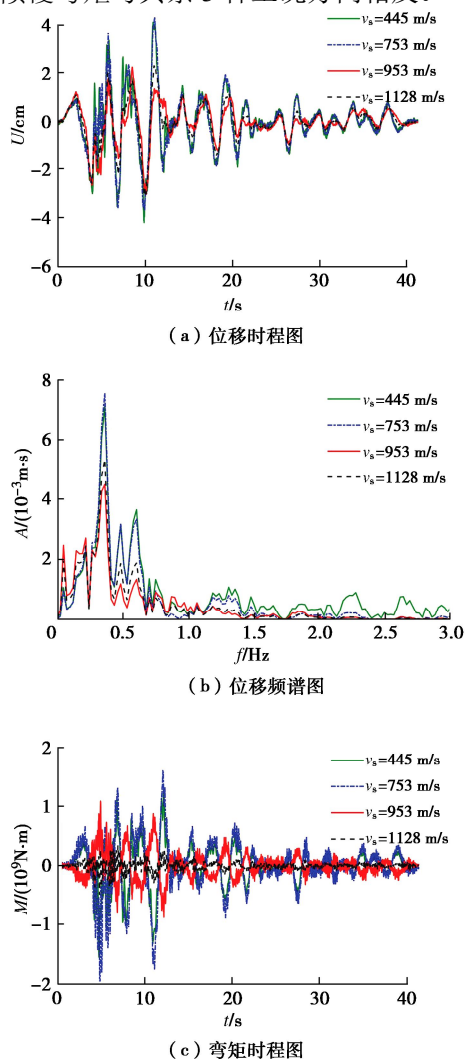 vs=445 m/s
vs=753 m/s
vs=953 m/s
vs=1128 m/s
4
2
0
−2
−4
−6
U/cm
0 10 20 30 40
t/s
(a)位移时程图
vs=445 m/s
vs=753 m/s
vs=953 m/s
vs=1128 m/s
8
6
4
2
A/(10⁻³m·s)
0 0.5 1.0 1.5 2.0 2.5 3.0
f/Hz
(b)位移频谱图
vs=445 m/s
vs=753 m/s
vs=953 m/s
vs=1128 m/s
2
1
0
−1
−2
M/(10⁹N·m)
0 10 20 30 40
t/s
(c)弯矩时程图